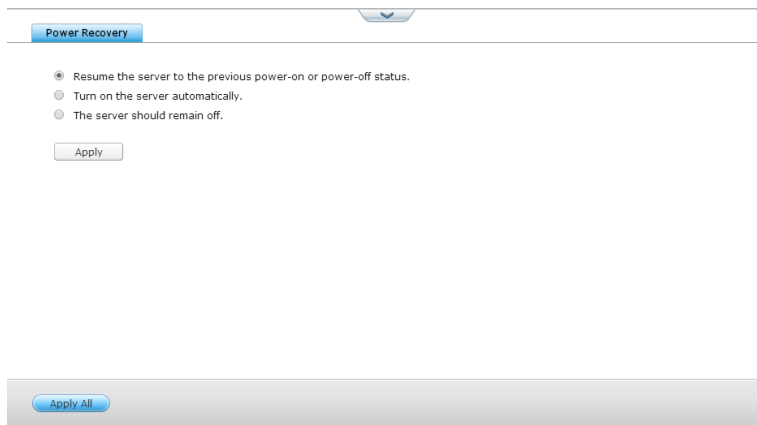 Power Recovery
Resume the server to the previous power-on or power-off status.
Turn on the server automatically.
The server should remain off.
Apply
Apply All